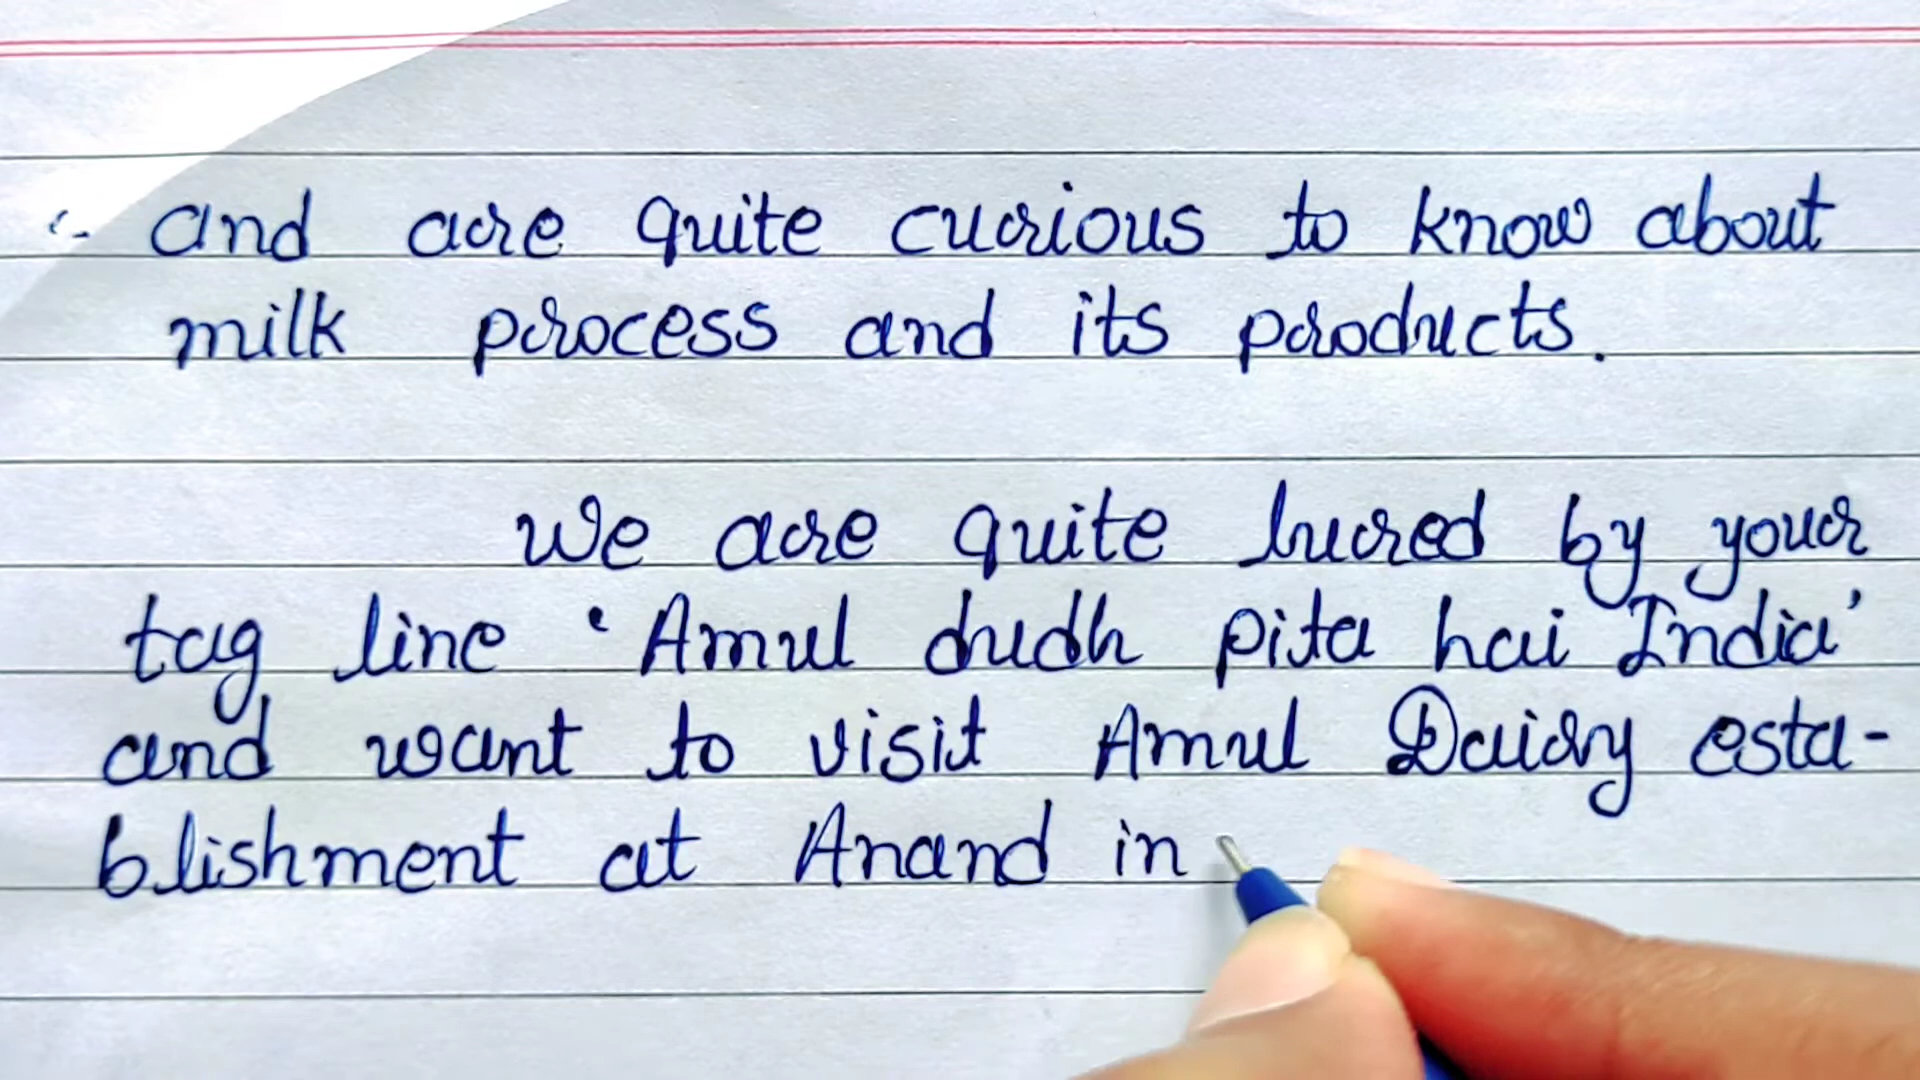 and are quite curious to know about
milk process and its products.
We are quite lured by your
tag line 'Amul dudh pita hai India'
and want to visit Amul Dairy esta-
blishment at Anand in